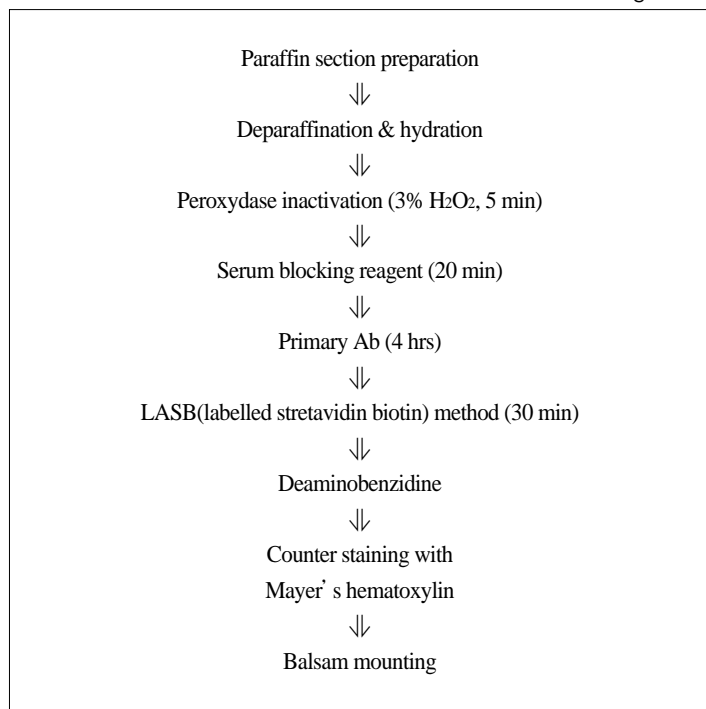 Paraffin section preparation
⇓
Deparaffination & hydration
⇓
Peroxydase inactivation (3% H₂O₂, 5 min)
⇓
Serum blocking reagent (20 min)
⇓
Primary Ab (4 hrs)
⇓
LASB(labelled stretavidin biotin) method (30 min)
⇓
Deaminobenzidine
⇓
Counter staining with
Mayer's hematoxylin
⇓
Balsam mounting